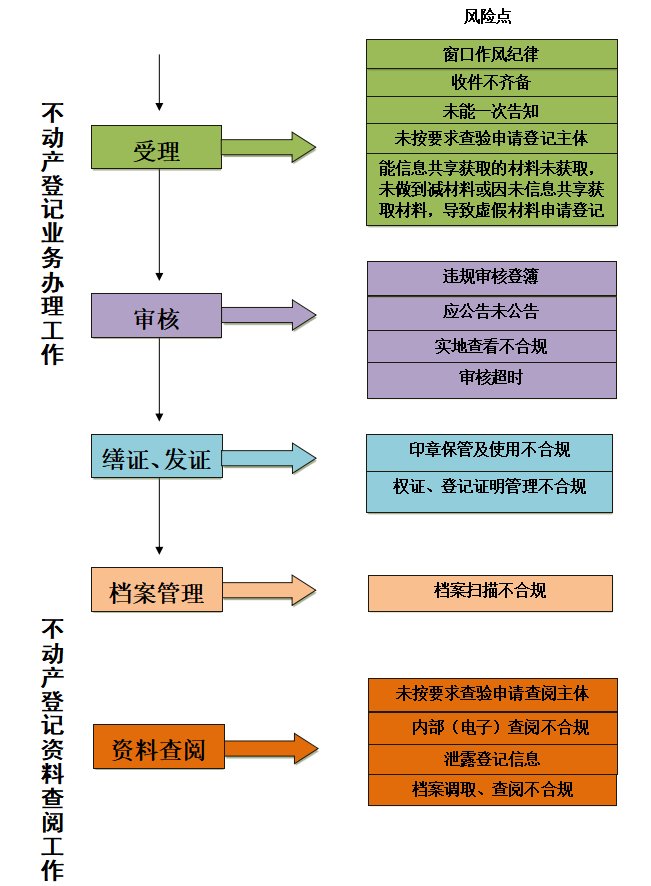 风险点
不动产登记业务办理工作
受理
窗口作风纪律
收件不齐备
未能一次告知
未按要求查验申请登记主体
能信息共享获取的材料未获取，
未做到减材料或因未信息共享获
取材料，导致虚假材料申请登记
审核
违规审核登簿
应公告未公告
实地查看不合规
审核超时
缮证、发证
印章保管及使用不合规
权证、登记证明管理不合规
档案管理
档案扫描不合规
不动产登记资料查阅工作
资料查阅
未按要求查验申请查阅主体
内部（电子）查阅不合规
泄露登记信息
档案调取、查阅不合规